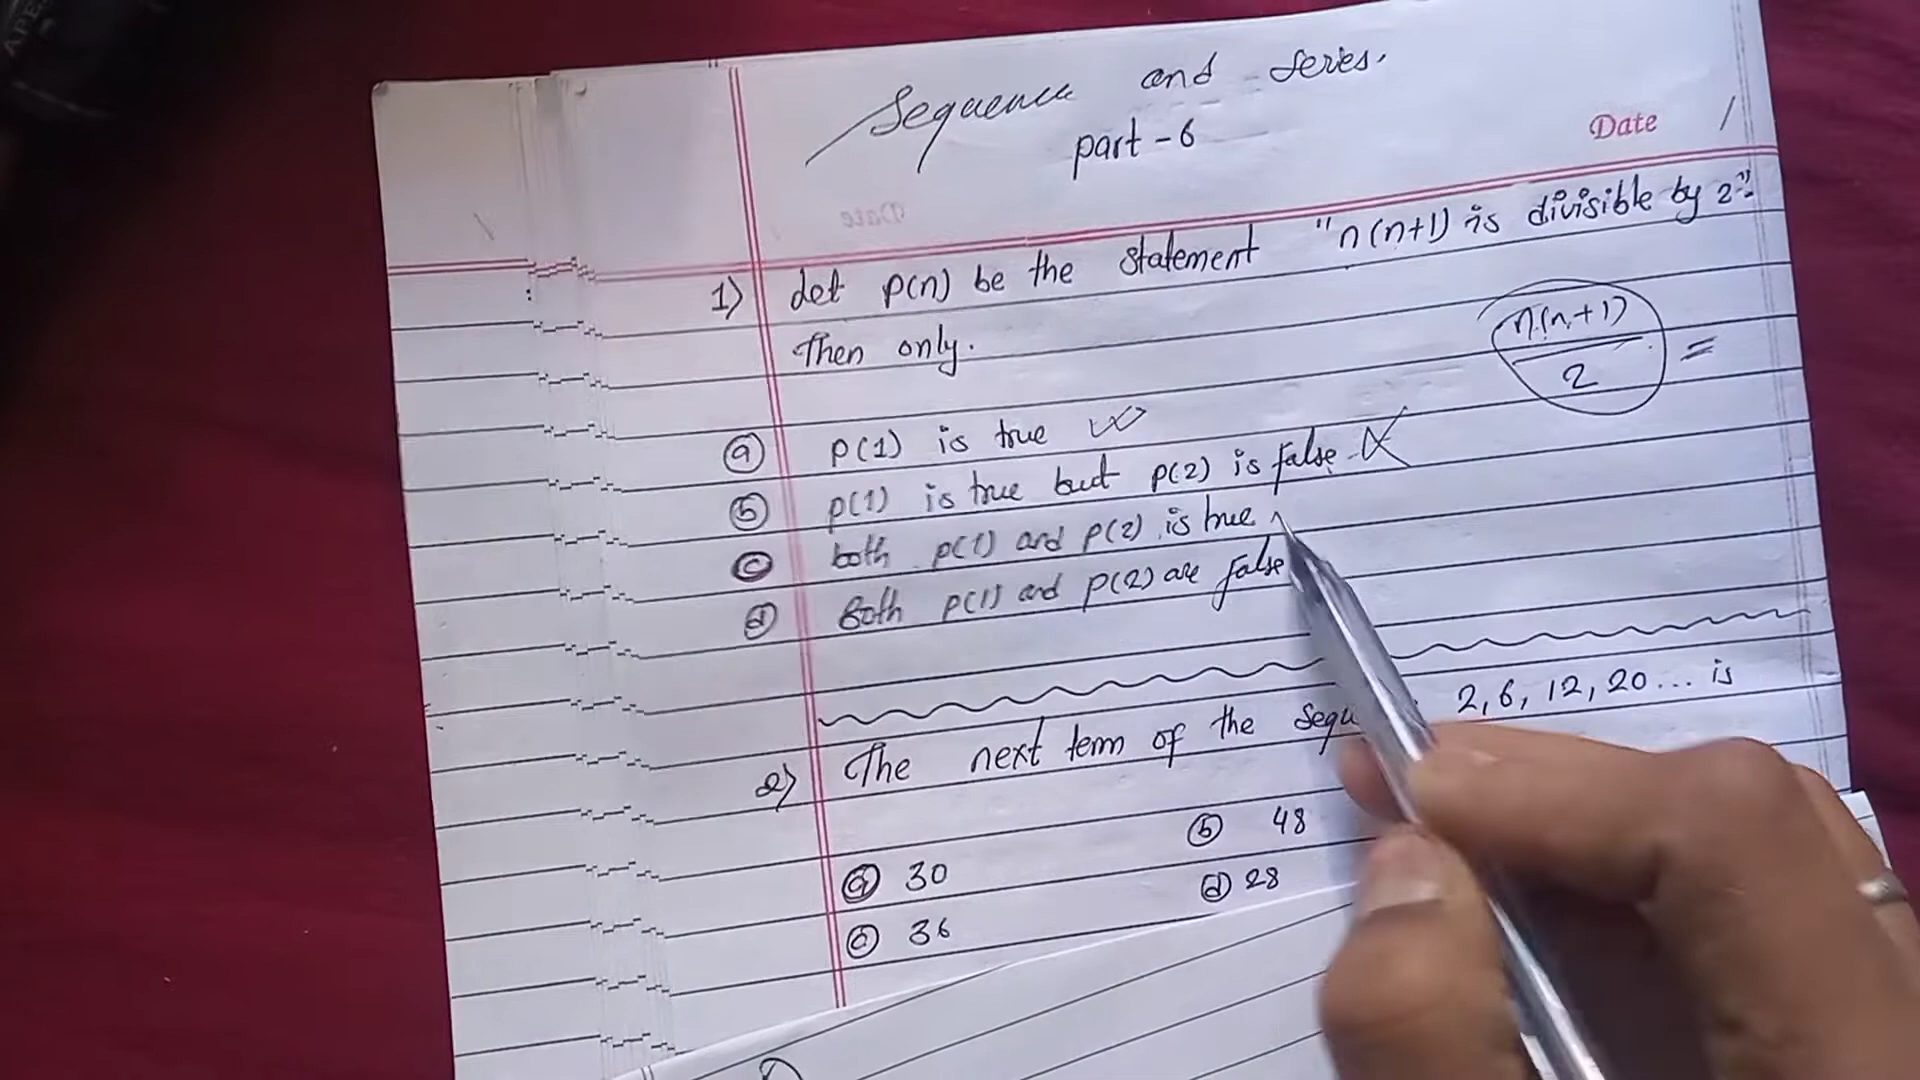 Sequence and series.
part - 6
Date /
1) Let p(n) be the statement "n(n+1) is divisible by 2".
Then only.
n(n+1)
2
=
(a) p(1) is true
(b) p(1) is true but p(2) is false
(c) both p(1) and p(2) is true
(d) Both p(1) and p(2) are false
2) The next term of the 2, 6, 12, 20... is
(a) 30 (b) 48
(c) 36 (d) 28